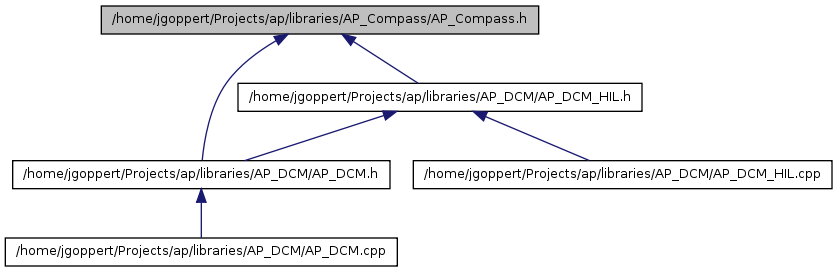 /home/jgoppert/Projects/ap/libraries/AP_Compass/AP_Compass.h
/home/jgoppert/Projects/ap/libraries/AP_DCM/AP_DCM_HIL.h
/home/jgoppert/Projects/ap/libraries/AP_DCM/AP_DCM.h
/home/jgoppert/Projects/ap/libraries/AP_DCM/AP_DCM_HIL.cpp
/home/jgoppert/Projects/ap/libraries/AP_DCM/AP_DCM.cpp